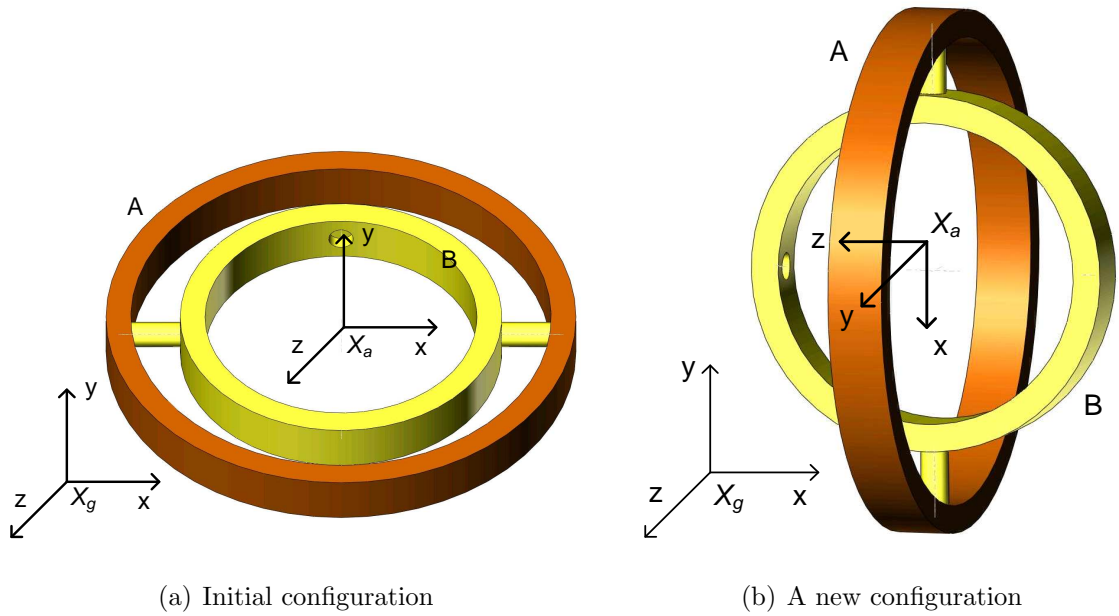 A
y
B
z
X_a
x
y
z
X_g
x
(a) Initial configuration
A
z
X_a
y
x
y
B
z
X_g
x
(b) A new configuration